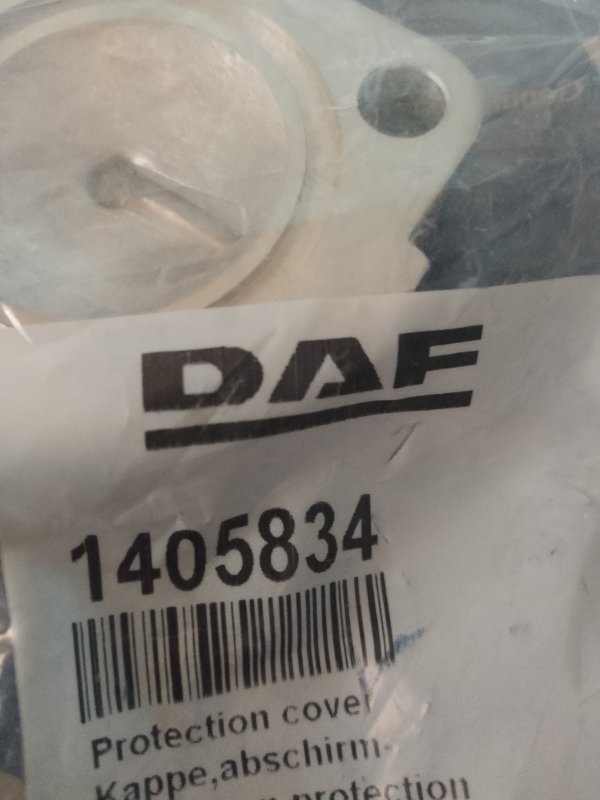 DAF
1405834
Protection cover
Kappe,abschirm-
protection